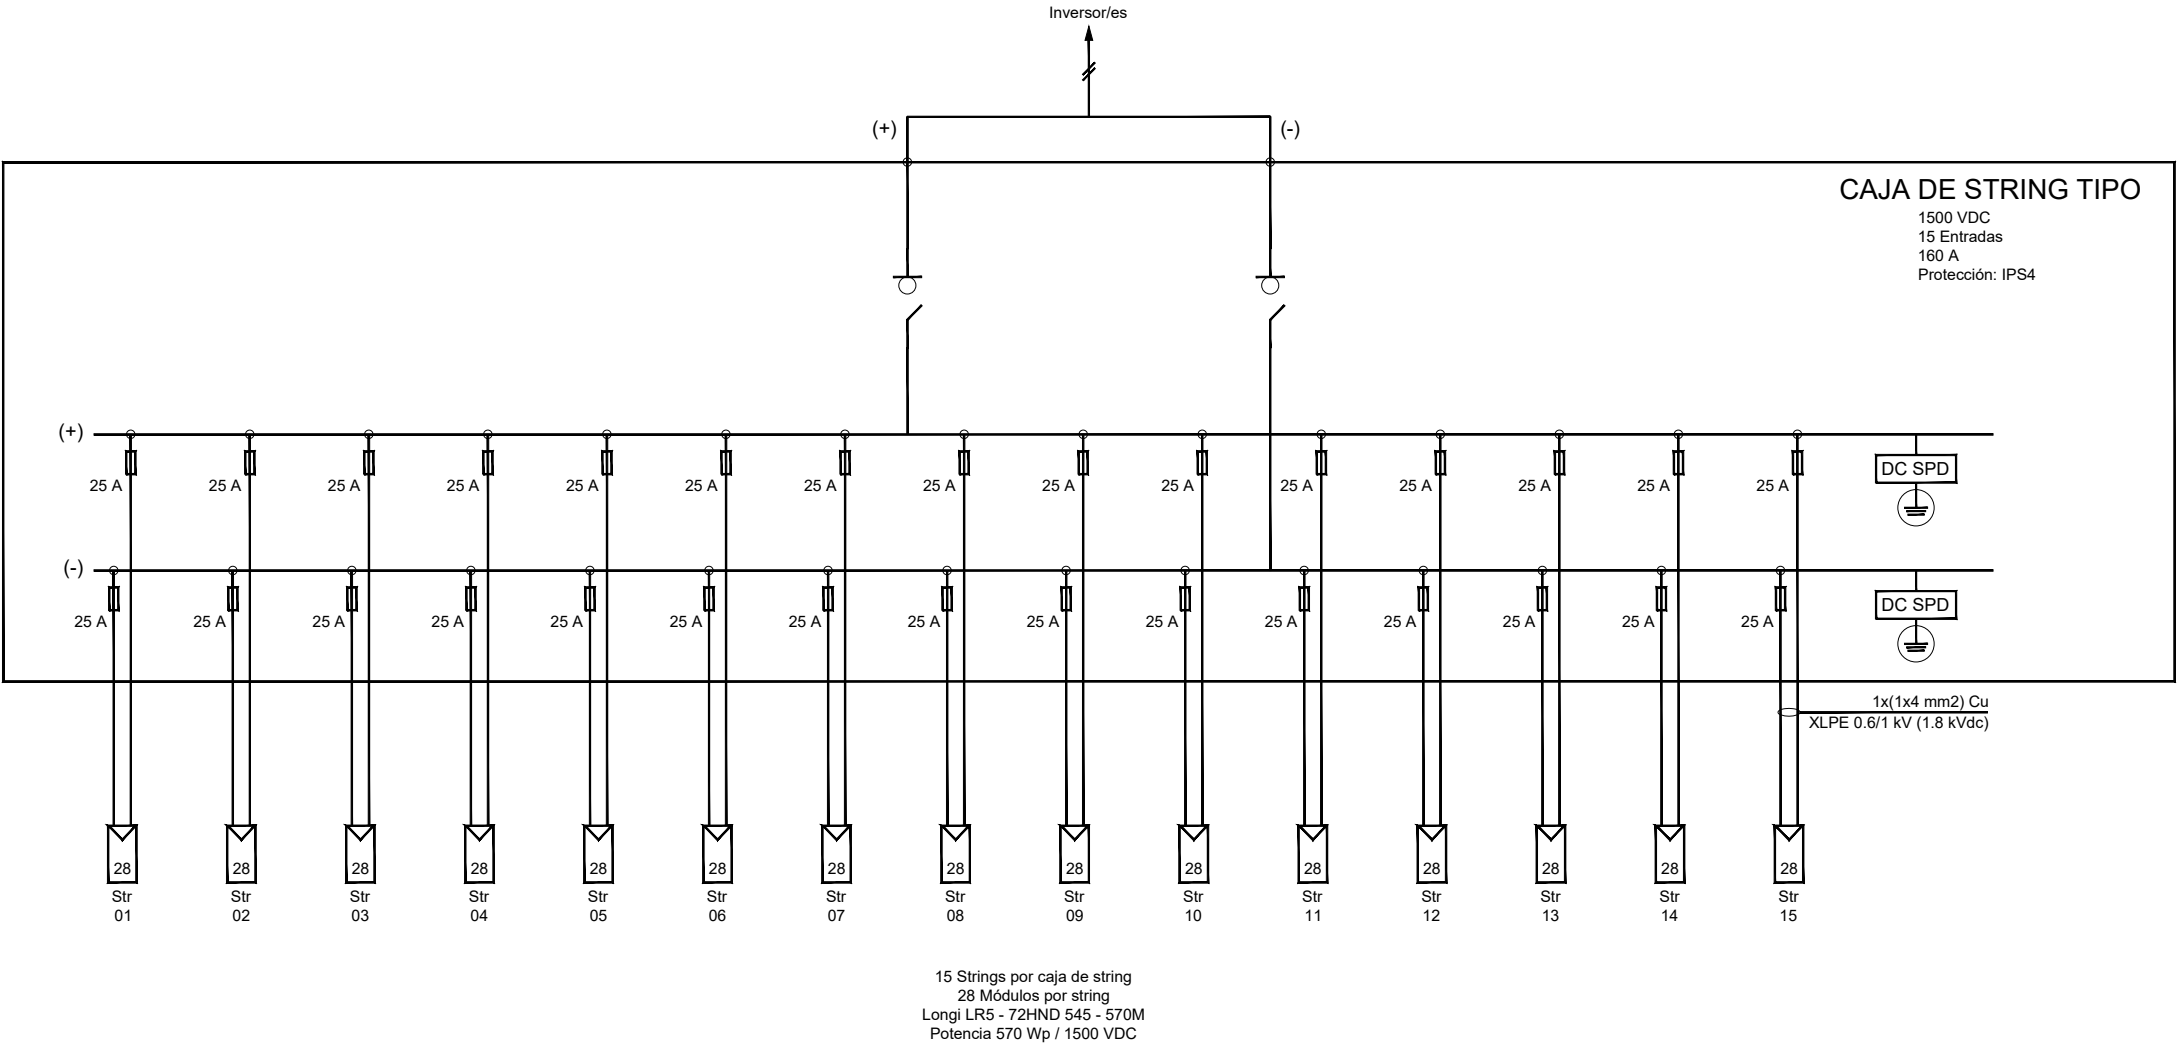 Inversor/es
(+)
(-)
CAJA DE STRING TIPO
1500 VDC
15 Entradas
160 A
Protección: IPS4
(+)
25 A 25 A 25 A 25 A 25 A 25 A 25 A 25 A 25 A 25 A 25 A 25 A 25 A 25 A 25 A
DC SPD
(-)
25 A 25 A 25 A 25 A 25 A 25 A 25 A 25 A 25 A 25 A 25 A 25 A 25 A 25 A 25 A
DC SPD
1x(1x4 mm2) Cu
XLPE 0.6/1 kV (1.8 kVdc)
28 28 28 28 28 28 28 28 28 28 28 28 28 28 28
Str Str Str Str Str Str Str Str Str Str Str Str Str Str Str
01 02 03 04 05 06 07 08 09 10 11 12 13 14 15
15 Strings por caja de string
28 Módulos por string
Longi LR5 - 72HND 545 - 570M
Potencia 570 Wp / 1500 VDC